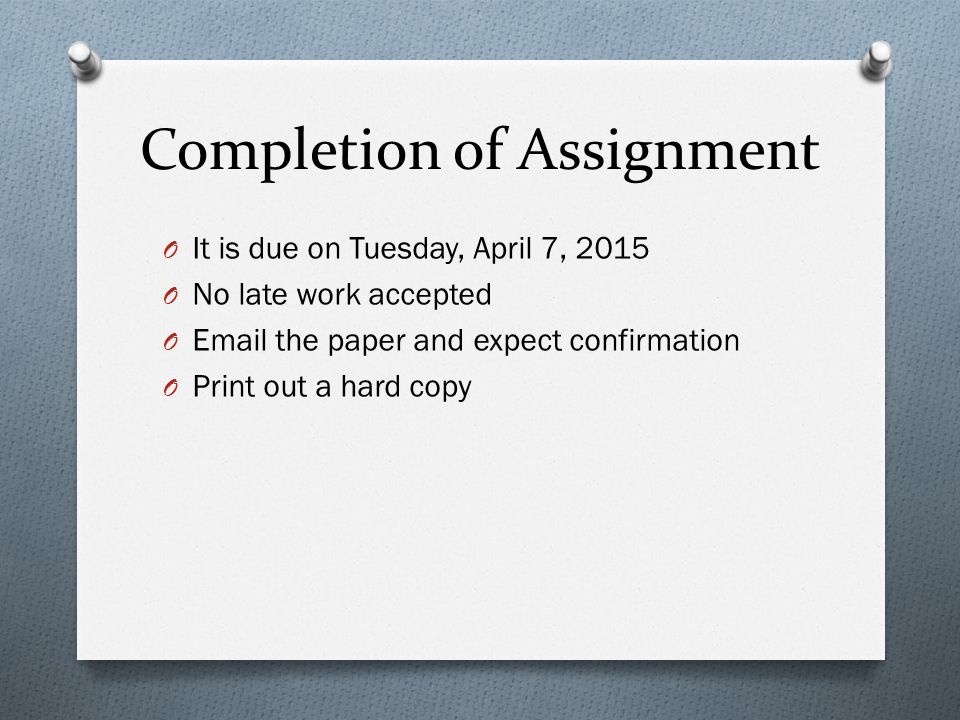 Completion of Assignment
It is due on Tuesday, April 7, 2015
No late work accepted
Email the paper and expect confirmation
Print out a hard copy